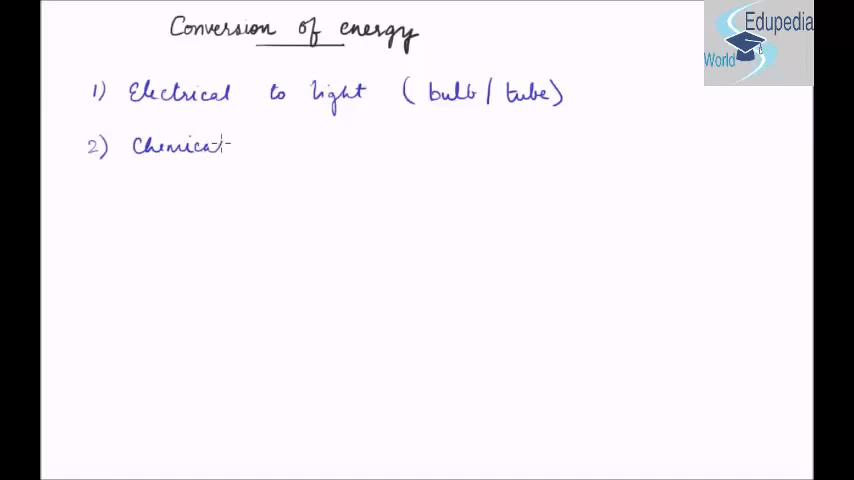 Conversion of energy
Edupedia
World
1) Electrical to light (bulb/tube)
2) Chemical